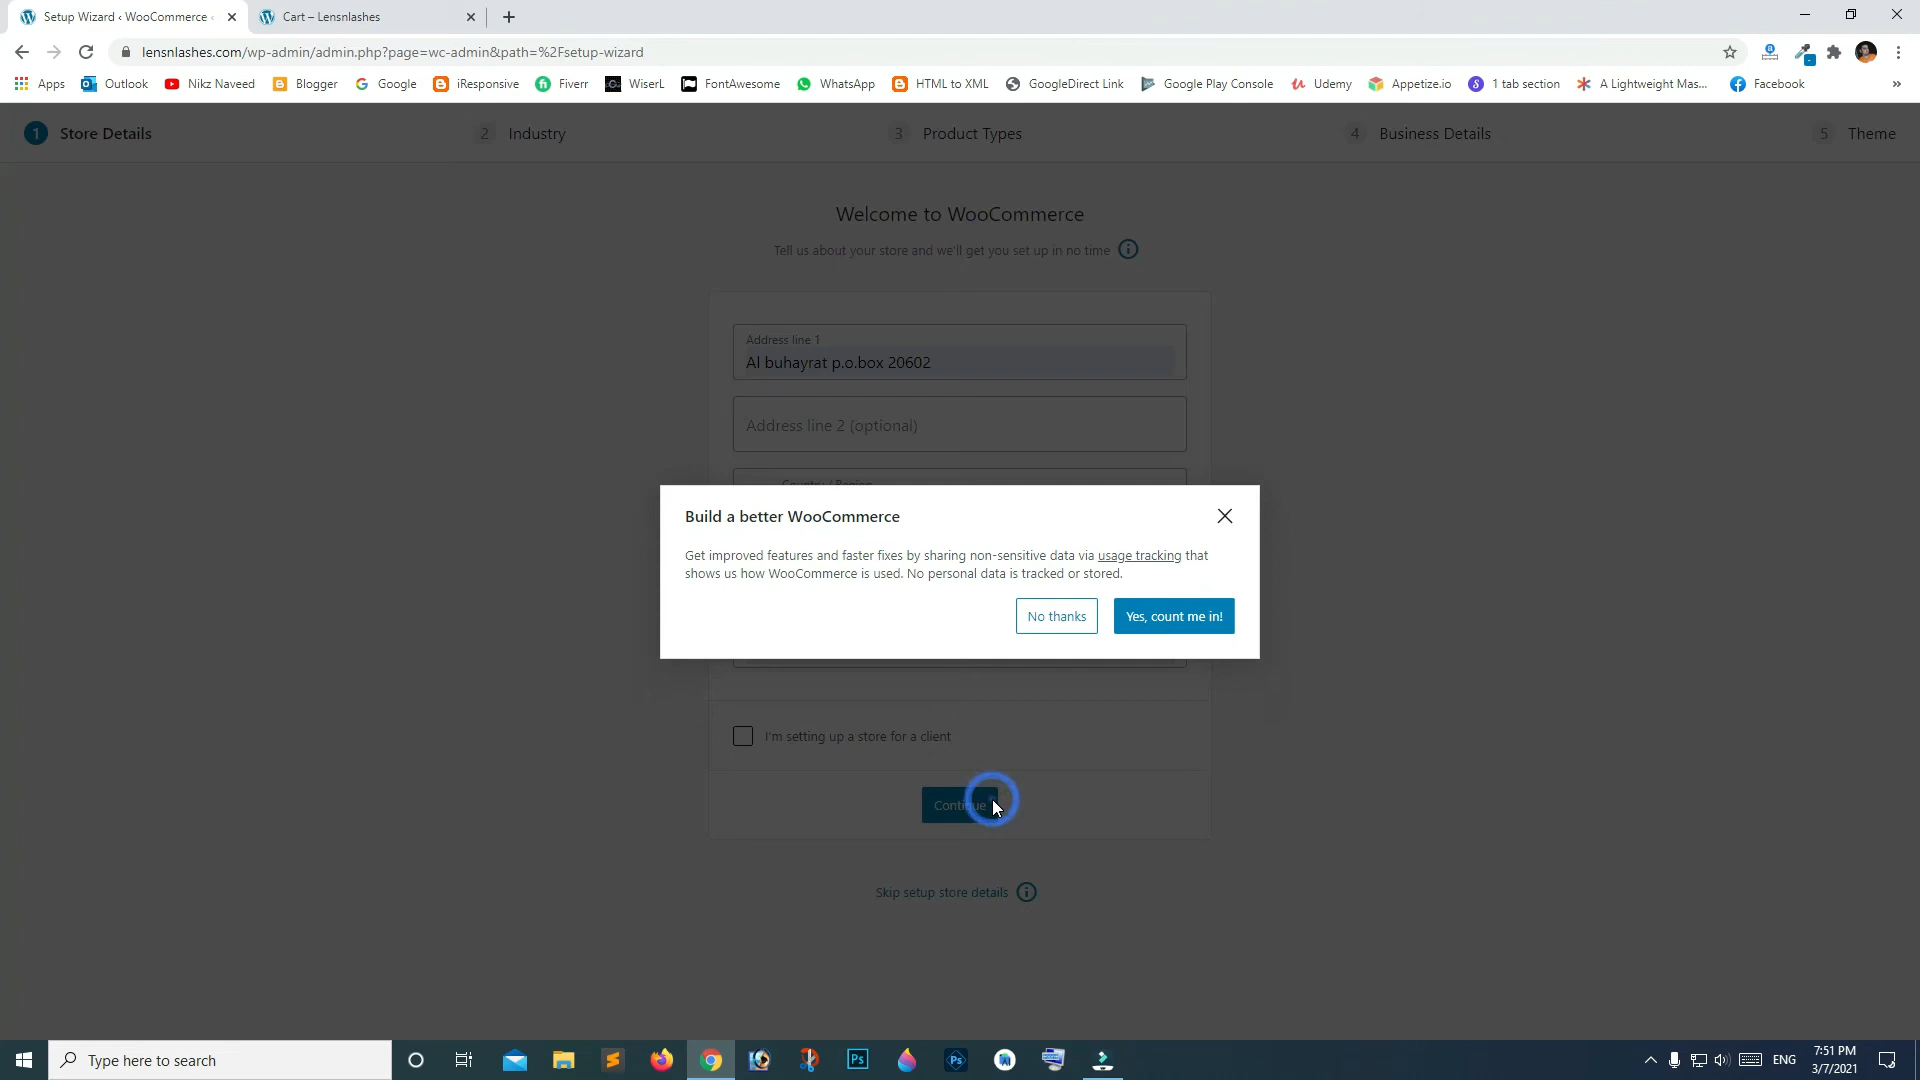 Setup Wizard ‹ WooCommerce ‹
Cart – Lensnlashes
lensnlashes.com/wp-admin/admin.php?page=wc-admin&path=%2Fsetup-wizard
Apps Outlook Nikz Naveed Blogger Google iResponsive Fiverr WiserL FontAwesome WhatsApp HTML to XML GoogleDirect Link Google Play Console Udemy Appetize.io 1 tab section A Lightweight Mas... Facebook »
1 Store Details 2 Industry 3 Product Types 4 Business Details 5 Theme
Welcome to WooCommerce
Tell us about your store and we'll get you set up in no time
Address line 1
Al buhayrat p.o.box 20602
Address line 2 (optional)
Country / Region
Build a better WooCommerce
Get improved features and faster fixes by sharing non-sensitive data via usage tracking that
shows us how WooCommerce is used. No personal data is tracked or stored.
No thanks Yes, count me in!
I'm setting up a store for a client
Continue
Skip setup store details
Type here to search
ENG
7:51 PM
3/7/2021